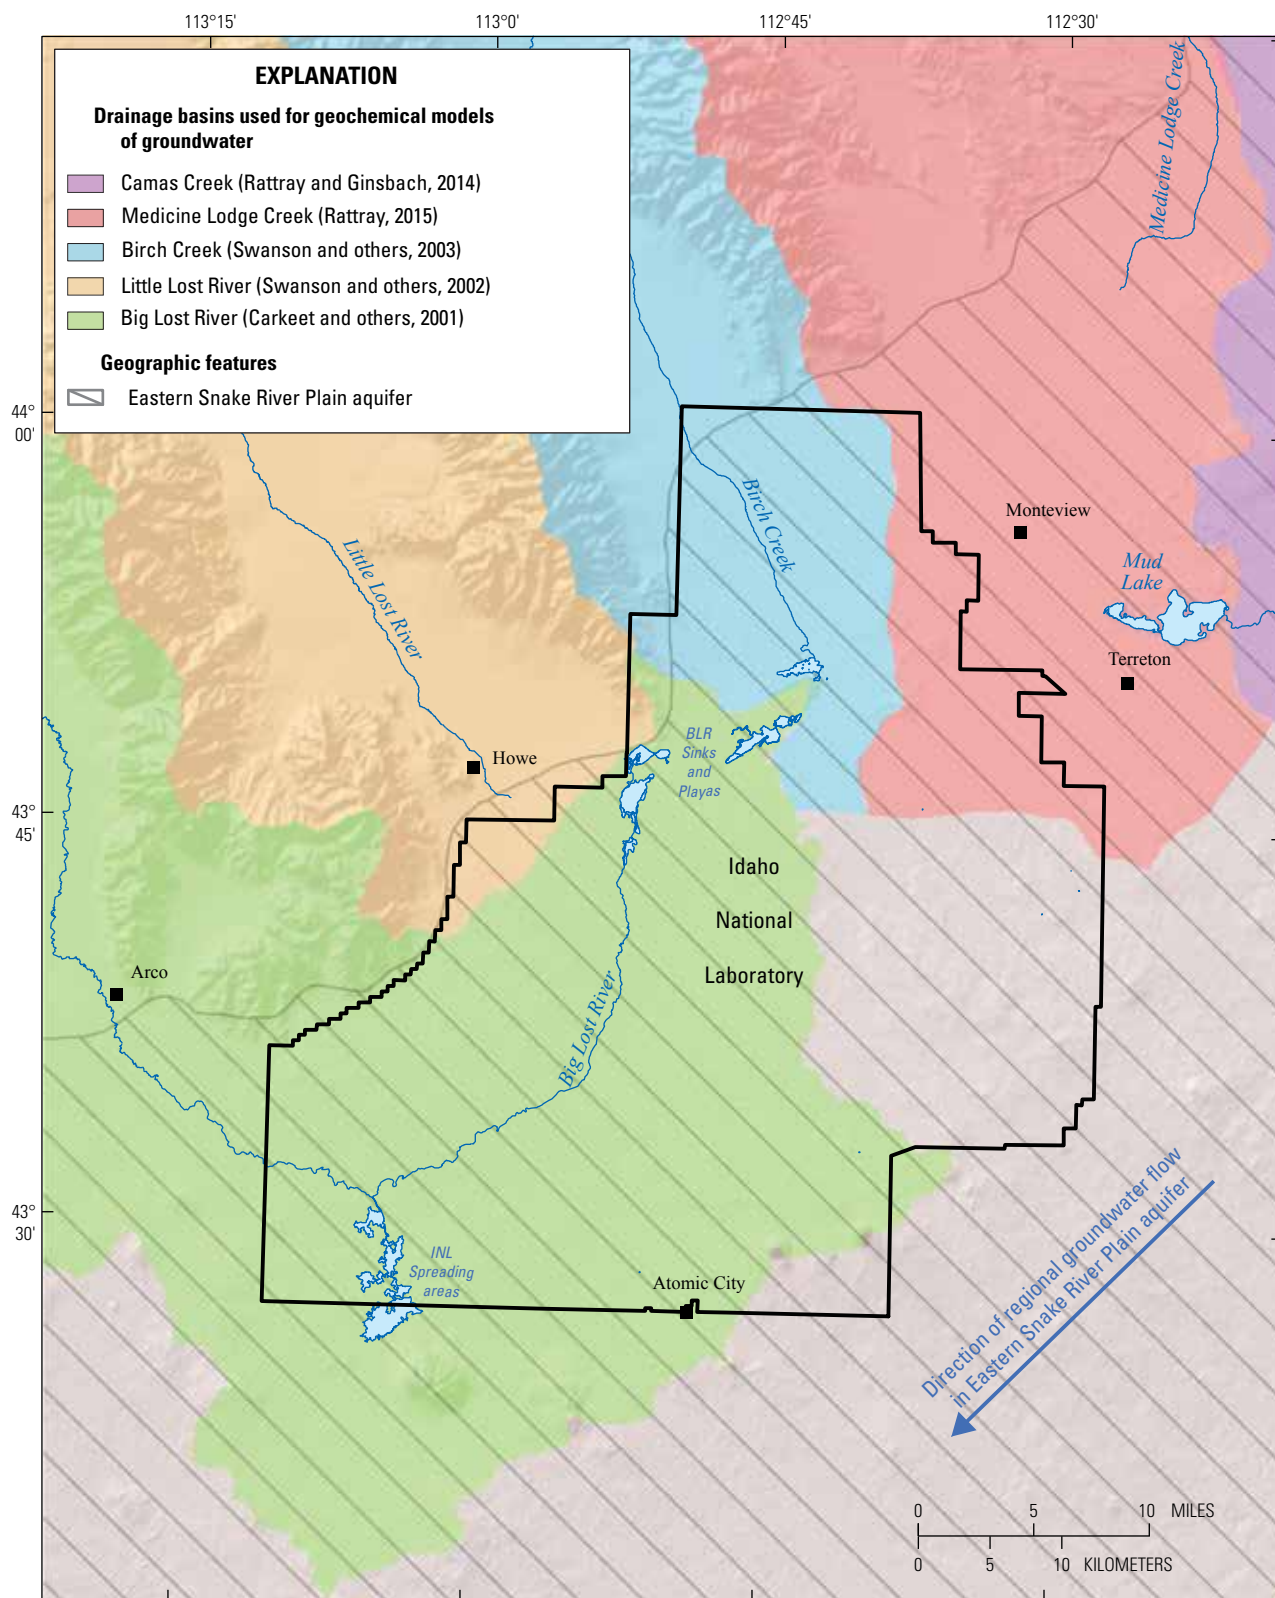 113°15' 113°0' 112°45' 112°30'
EXPLANATION
Drainage basins used for geochemical models
of groundwater
Camas Creek (Rattray and Ginsbach, 2014)
Medicine Lodge Creek (Rattray, 2015)
Birch Creek (Swanson and others, 2003)
Little Lost River (Swanson and others, 2002)
Big Lost River (Carkeet and others, 2001)
Geographic features
Eastern Snake River Plain aquifer
Medicine Lodge Creek
44°
00'
Birch Creek
Monteview
Little Lost River
Mud
Lake
Terreton
BLR
Sinks
and
Playas
Howe
43°
45'
Idaho
National
Laboratory
Arco
Big Lost River
43°
30'
Direction of regional groundwater flow
in Eastern Snake River Plain aquifer
INL
Spreading
areas
Atomic City
0 5 10 MILES
0 5 10 KILOMETERS